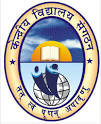 केन्द्रीय विद्यालय संगठन
तत् त्वं पूषन् अपावृणु